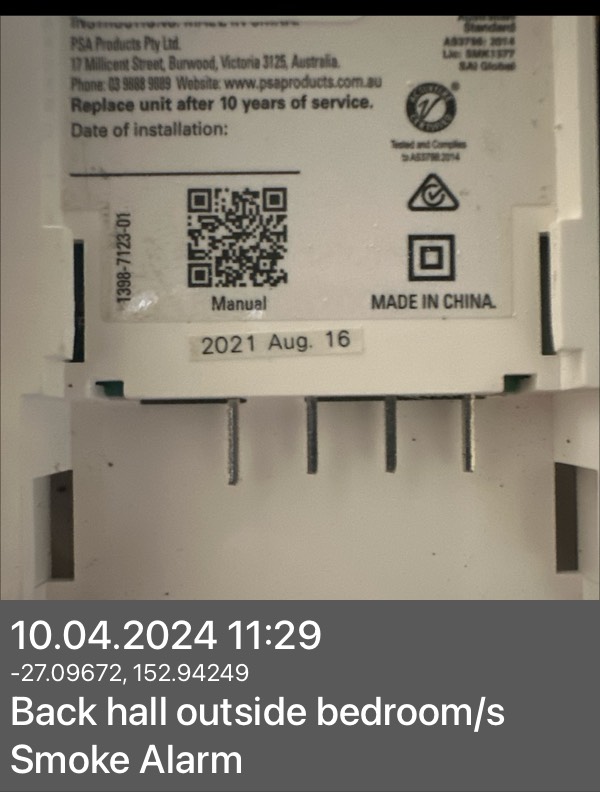 PSA Products Pty Ltd.
17 Millicent Street, Burwood, Victoria 3125, Australia.
Phone: 03 9888 9889 Website: www.psaproducts.com.au
Replace unit after 10 years of service.
Date of installation:
Standard
AS3786: 2014
Lic: SMK1577
SAI Global
Tested and Complies
to AS3786:2014
1398-7123-01
Manual
MADE IN CHINA.
2021 Aug. 16
10.04.2024 11:29
-27.09672, 152.94249
Back hall outside bedroom/s
Smoke Alarm